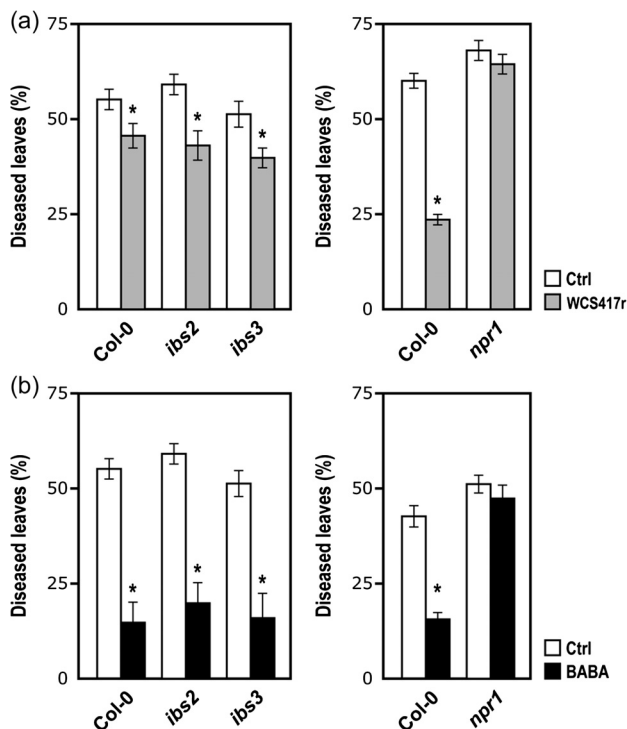 (a)
Diseased leaves (%)
75
50
25
0
*
*
*
Col-0
ibs2
ibs3
Diseased leaves (%)
75
50
25
0
*
Col-0
npr1
Ctrl
WCS417r
(b)
Diseased leaves (%)
75
50
25
0
*
*
*
Col-0
ibs2
ibs3
Diseased leaves (%)
75
50
25
0
*
Col-0
npr1
Ctrl
BABA